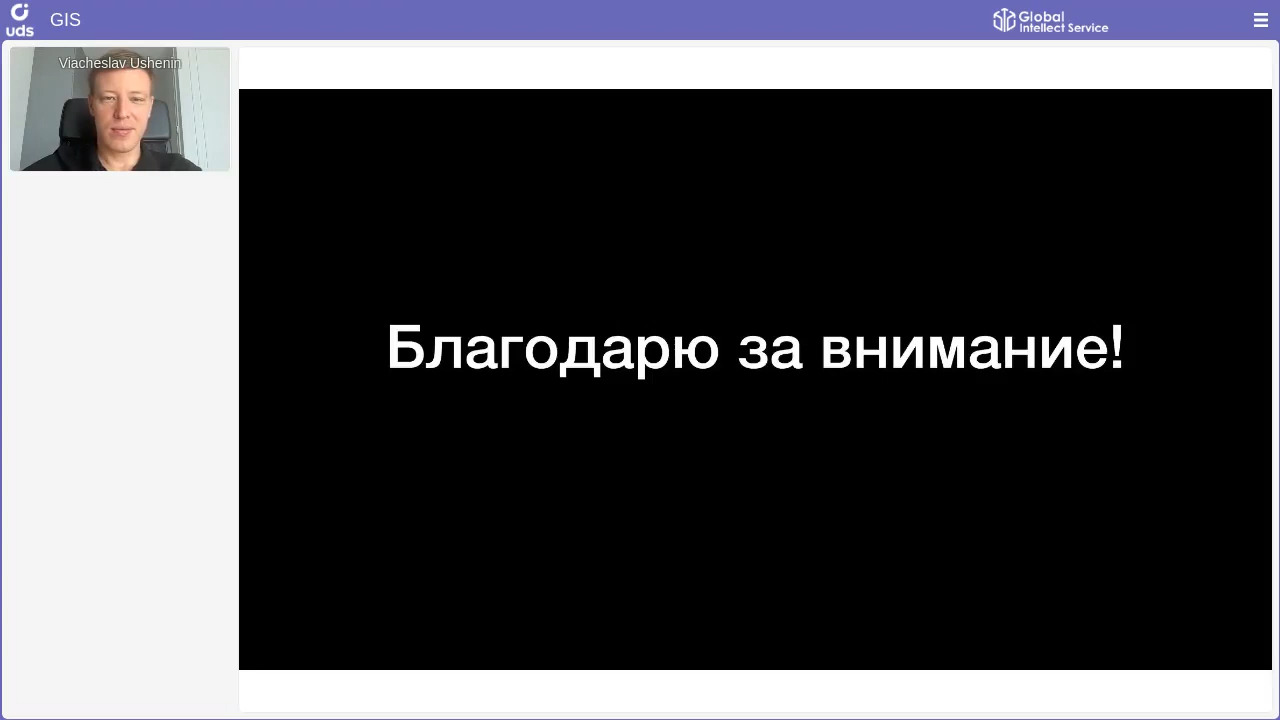 uds
GIS
Global
Intellect Service
Viacheslav Ushenin
Благодарю за внимание!